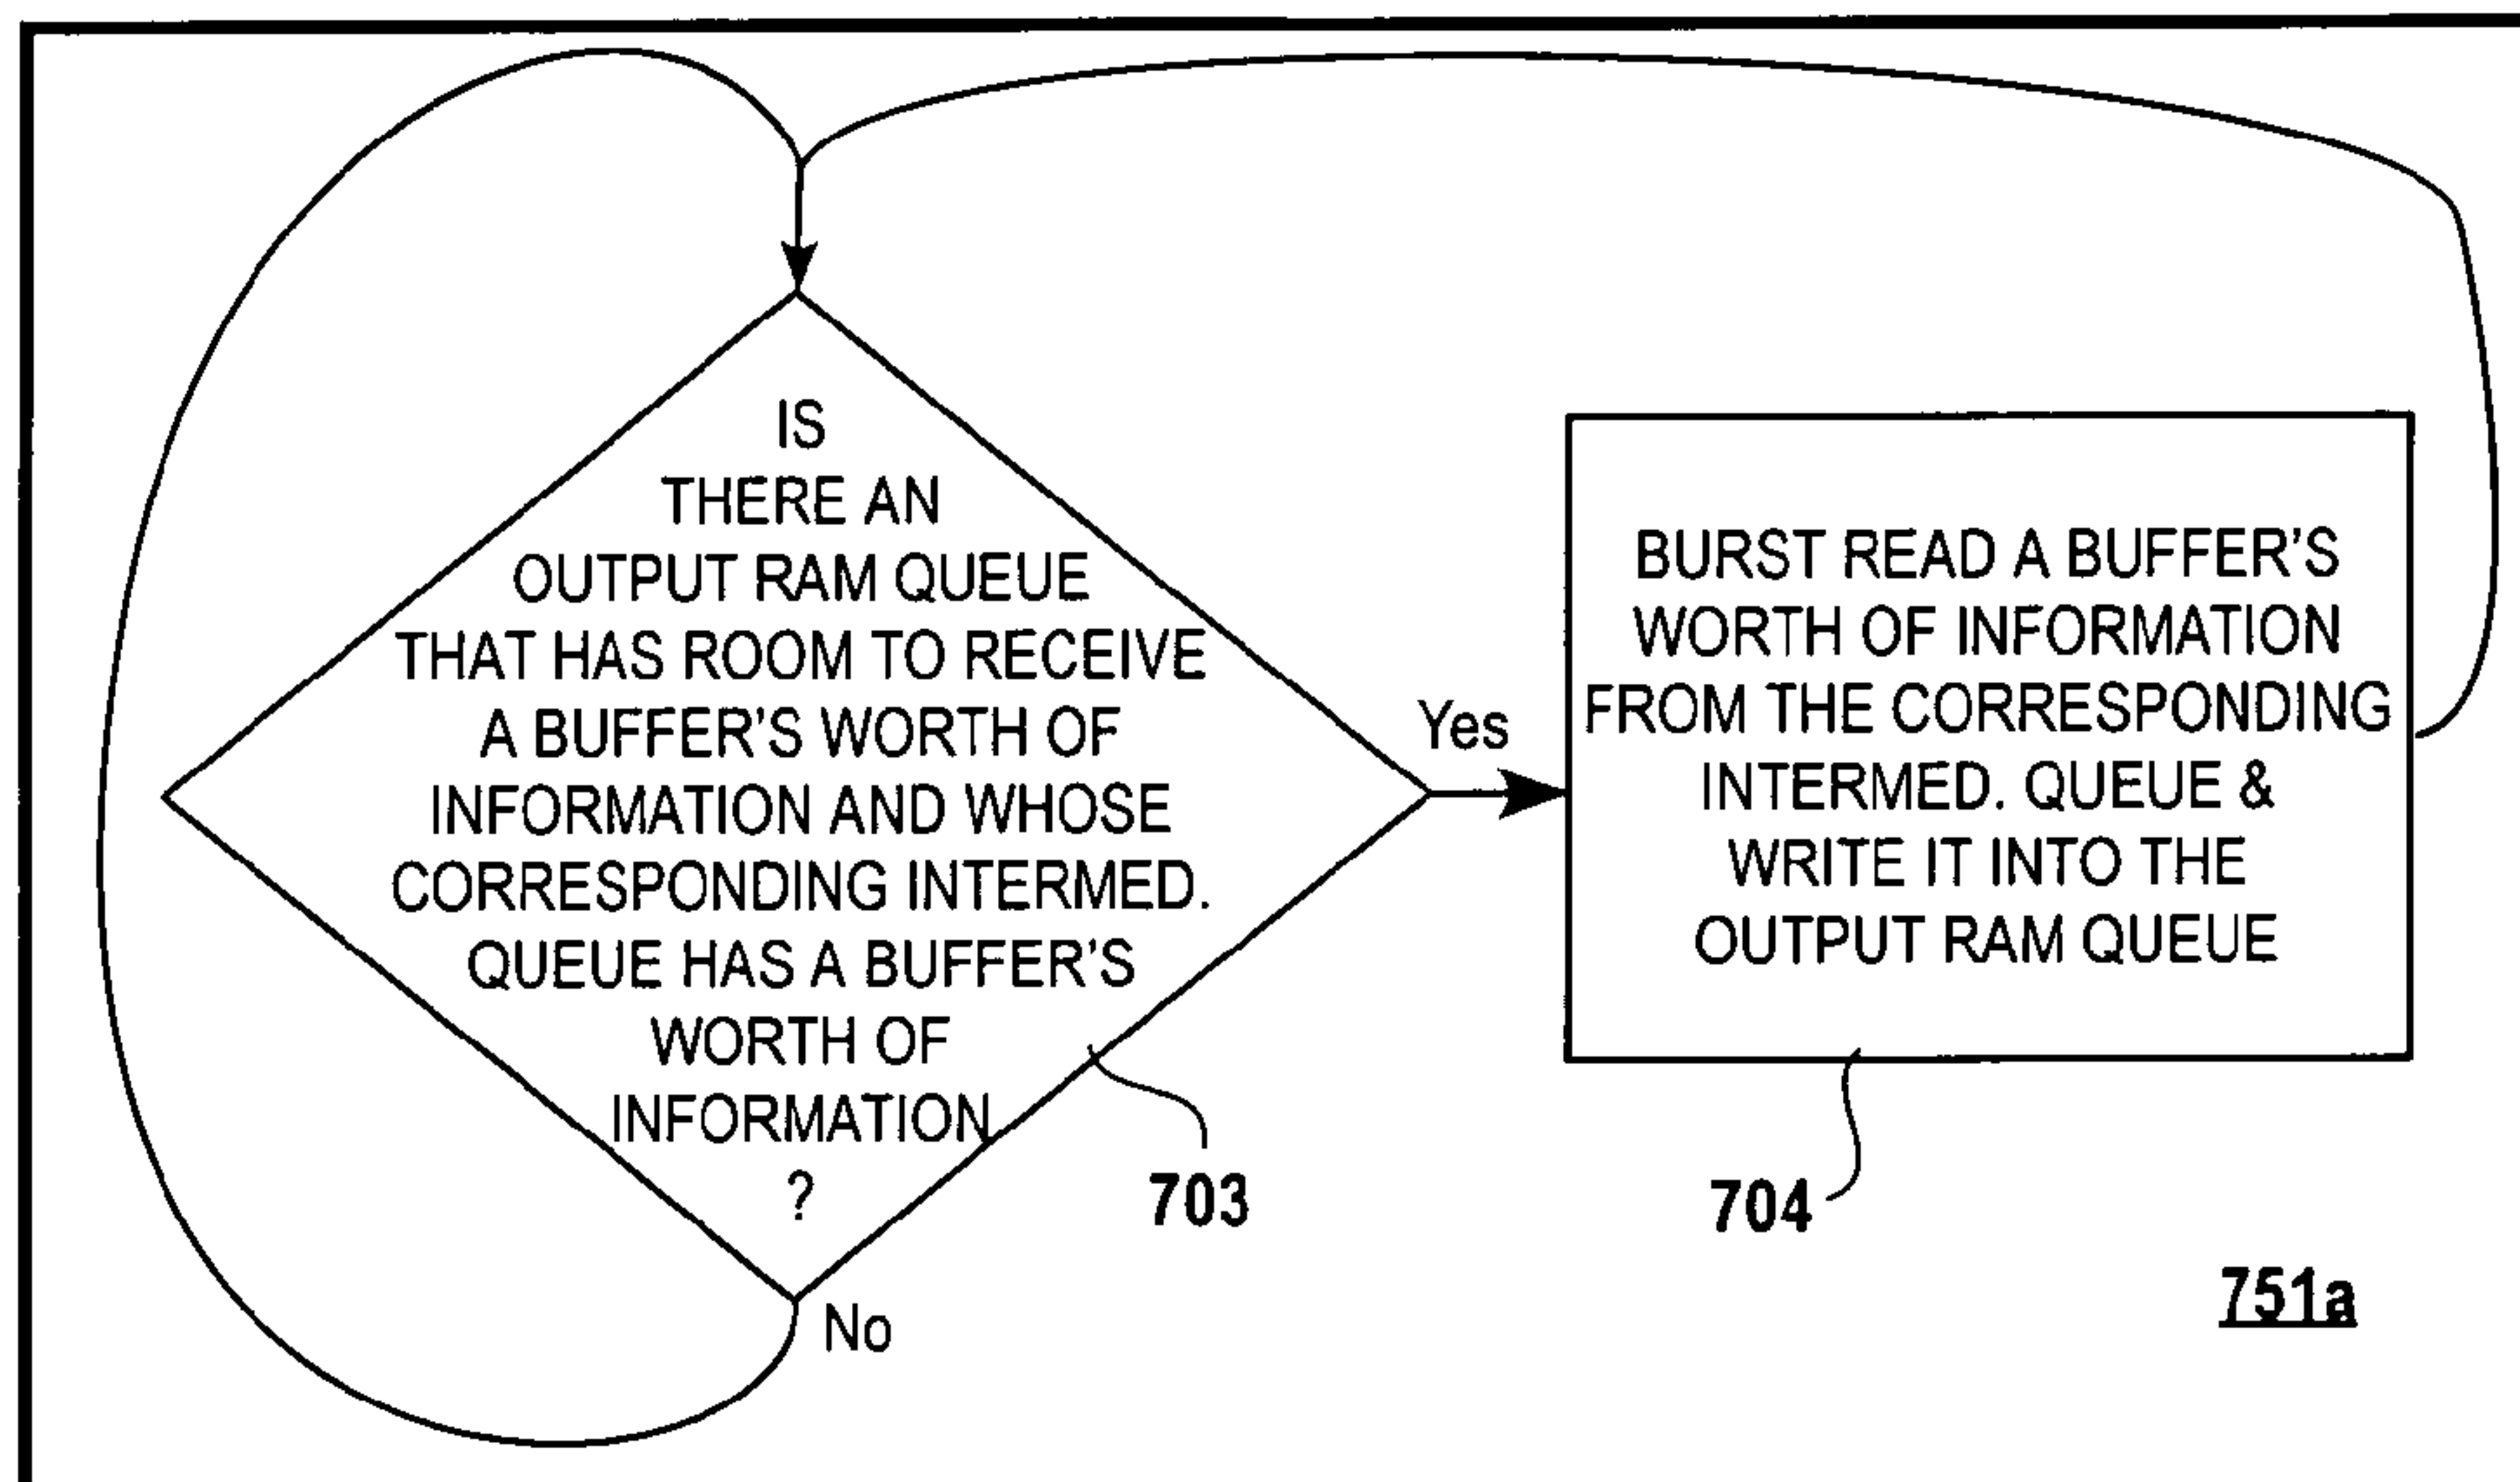 IS
THERE AN
OUTPUT RAM QUEUE
THAT HAS ROOM TO RECEIVE
A BUFFER'S WORTH OF
INFORMATION AND WHOSE
CORRESPONDING INTERMED.
QUEUE HAS A BUFFER'S
WORTH OF
INFORMATION
?
703
No
Yes
BURST READ A BUFFER'S
WORTH OF INFORMATION
FROM THE CORRESPONDING
INTERMED. QUEUE &
WRITE IT INTO THE
OUTPUT RAM QUEUE
704
751a